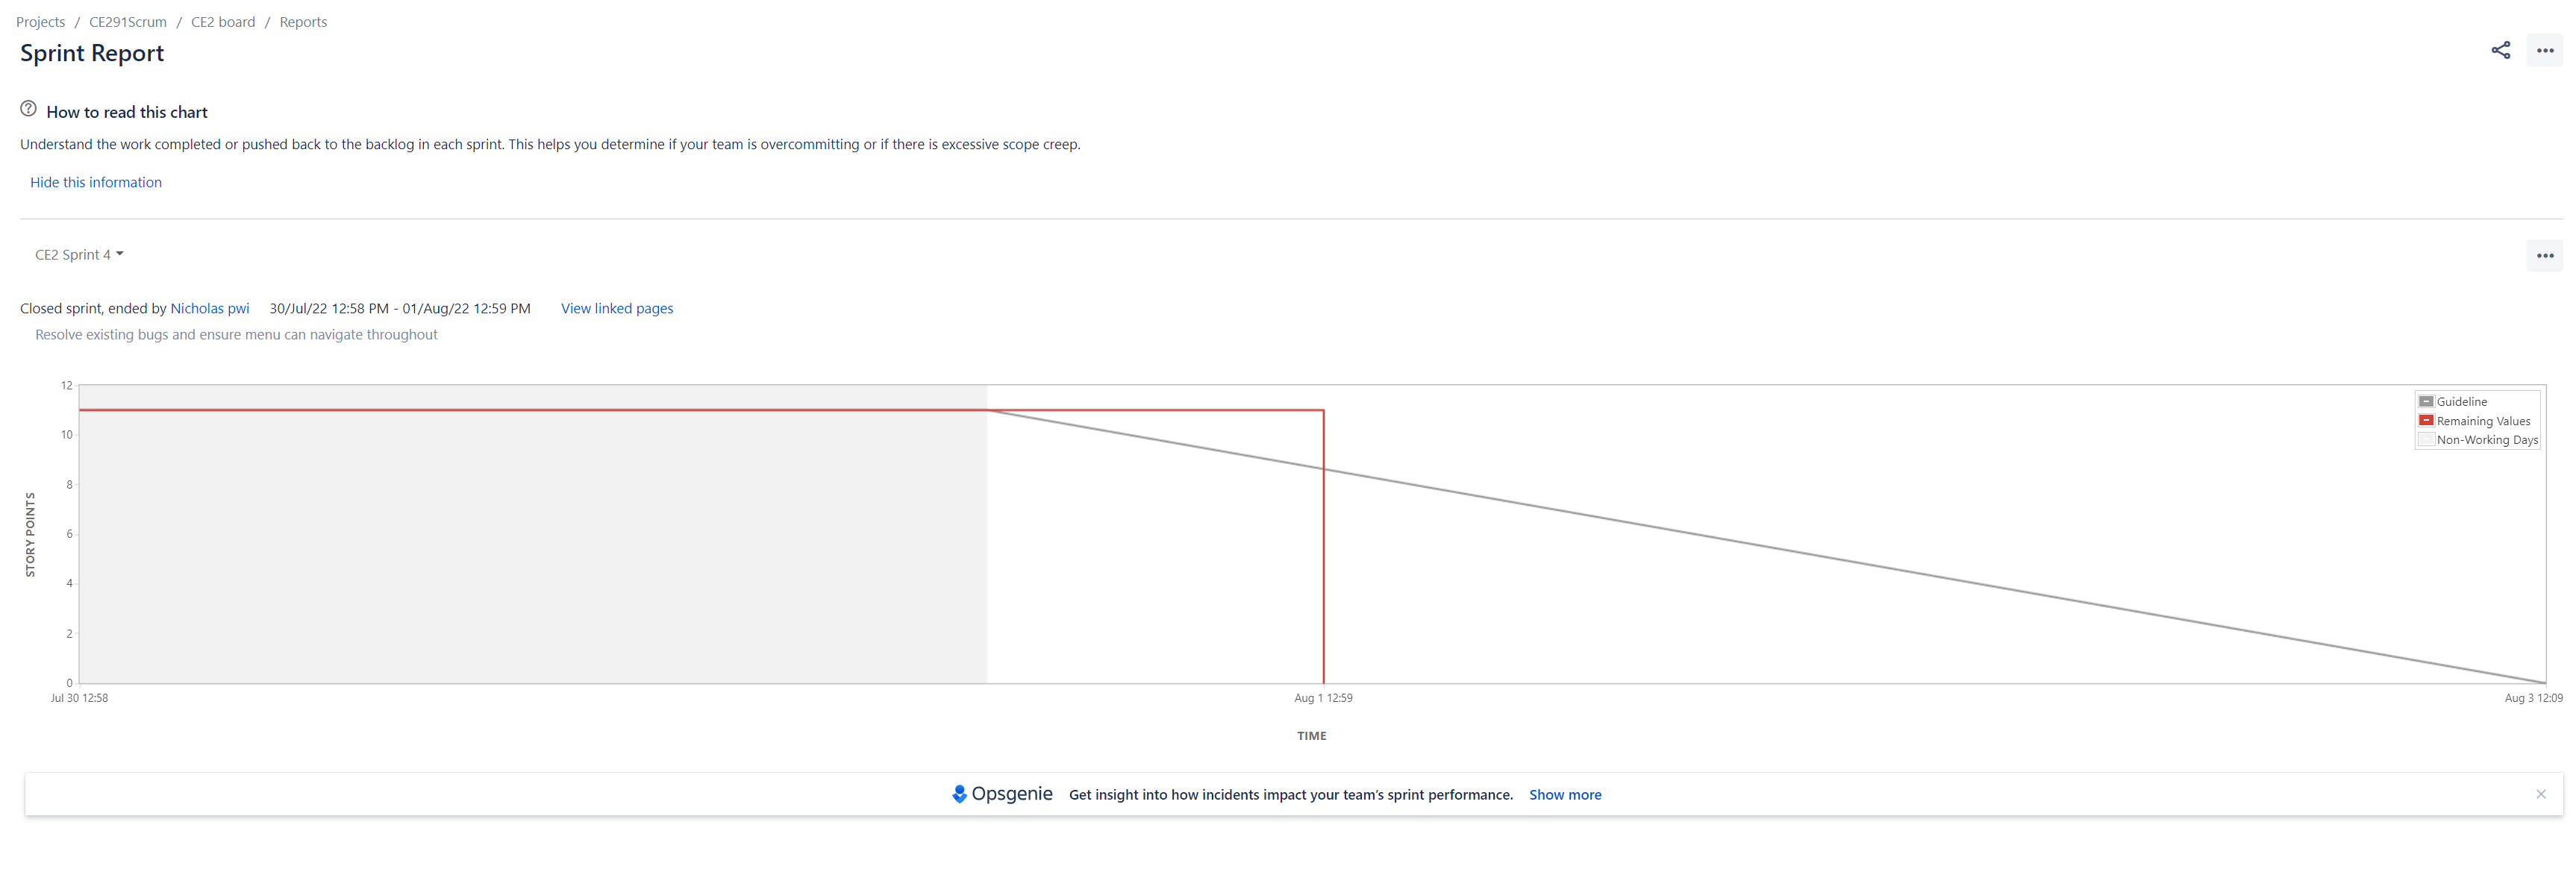 Projects / CE291Scrum / CE2 board / Reports
Sprint Report
How to read this chart
Understand the work completed or pushed back to the backlog in each sprint. This helps you determine if your team is overcommitting or if there is excessive scope creep.
Hide this information
CE2 Sprint 4
Closed sprint, ended by Nicholas pwi 30/Jul/22 12:58 PM - 01/Aug/22 12:59 PM View linked pages
Resolve existing bugs and ensure menu can navigate throughout
12
10
8
6
4
2
0
STORY POINTS
Guideline
Remaining Values
Non-Working Days
Jul 30 12:58 Aug 1 12:59 Aug 3 12:09
TIME
Opsgenie Get insight into how incidents impact your team's sprint performance. Show more